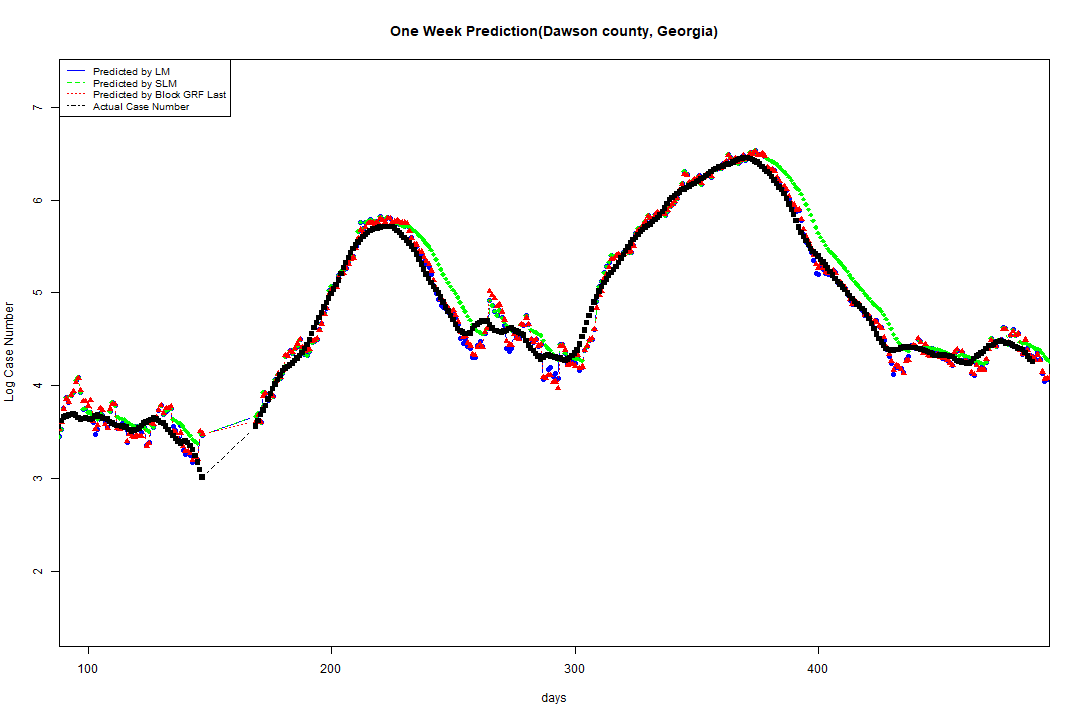 One Week Prediction(Dawson county, Georgia)
Predicted by LM
Predicted by SLM
Predicted by Block GRF Last
Actual Case Number
7
6
5
4
3
2
Log Case Number
100 200 300 400
days